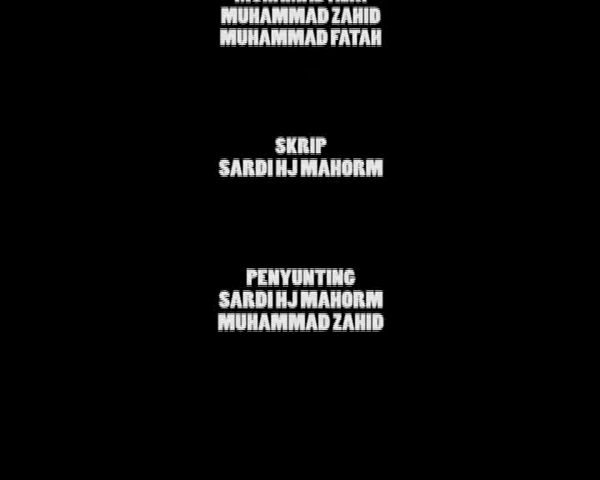 MUHAMMAD ZAHID
MUHAMMAD FATAH
SKRIP
SARDI HJ MAHORM
PENYUNTING
SARDI HJ MAHORM
MUHAMMAD ZAHID